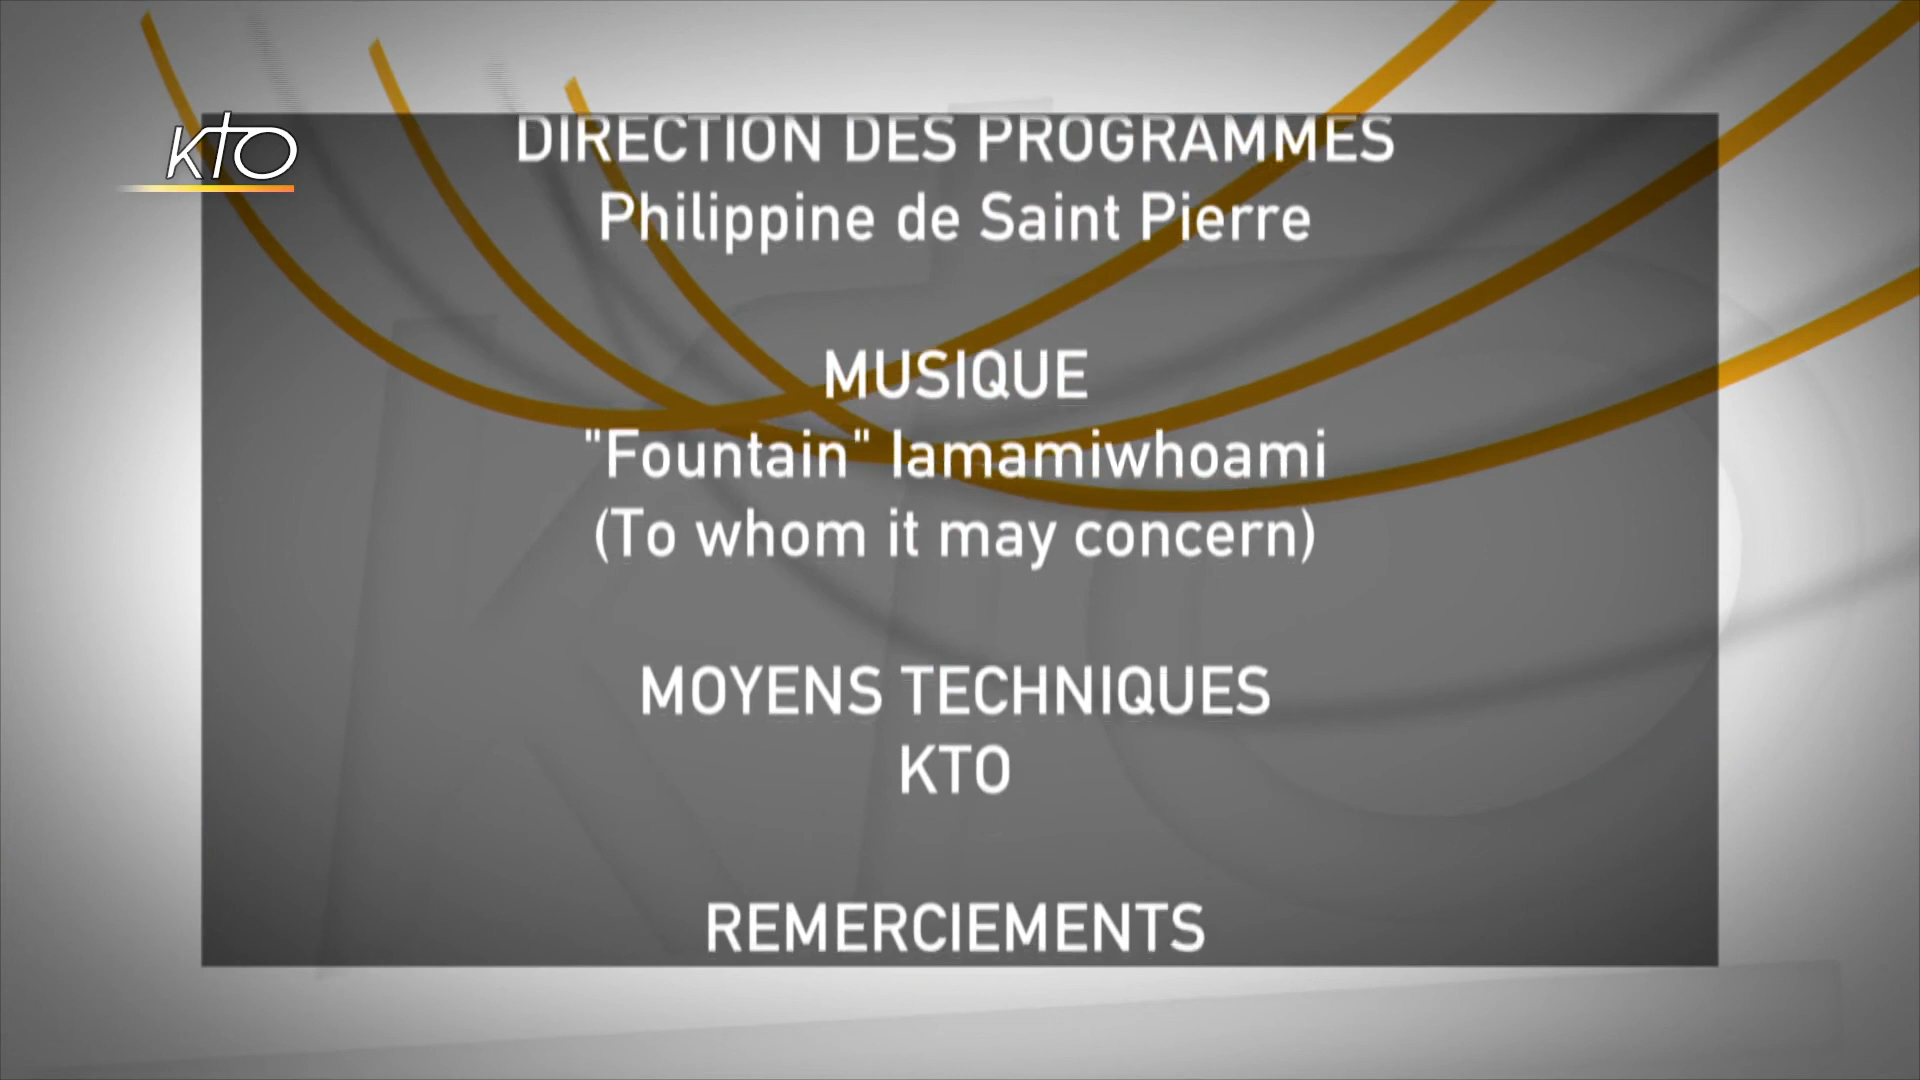 KTO
DIRECTION DES PROGRAMMES
Philippine de Saint Pierre
MUSIQUE
"Fountain" Iamamiwhoami
(To whom it may concern)
MOYENS TECHNIQUES
KTO
REMERCIEMENTS